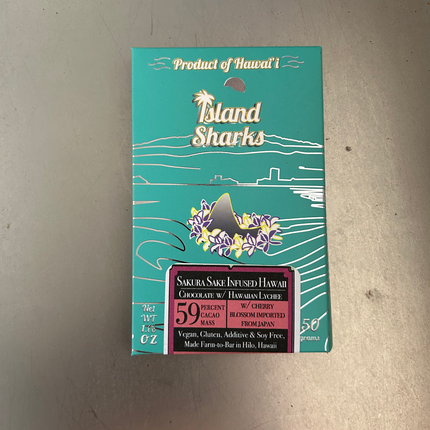 Product of Hawai'i
Island
Sharks
Sakura Sake Infused Hawaii
Chocolate w/ Hawaiian Lychee
59 PERCENT CACAO MASS
w/ Cherry
Blossom Imported
from Japan
Vegan, Gluten, Additive & Soy Free,
Made Farm-to-Bar in Hilo, Hawaii
Net
WT
OZ
50
grams